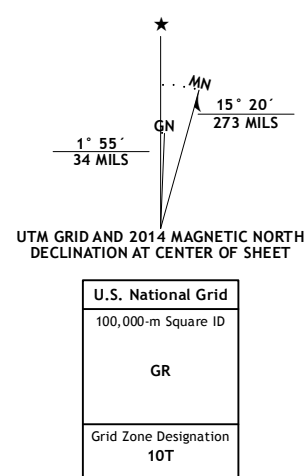 ★
MN
GN
15° 20´
273 MILS
1° 55´
34 MILS
UTM GRID AND 2014 MAGNETIC NORTH
DECLINATION AT CENTER OF SHEET
U.S. National Grid
100,000-m Square ID
GR
Grid Zone Designation
10T